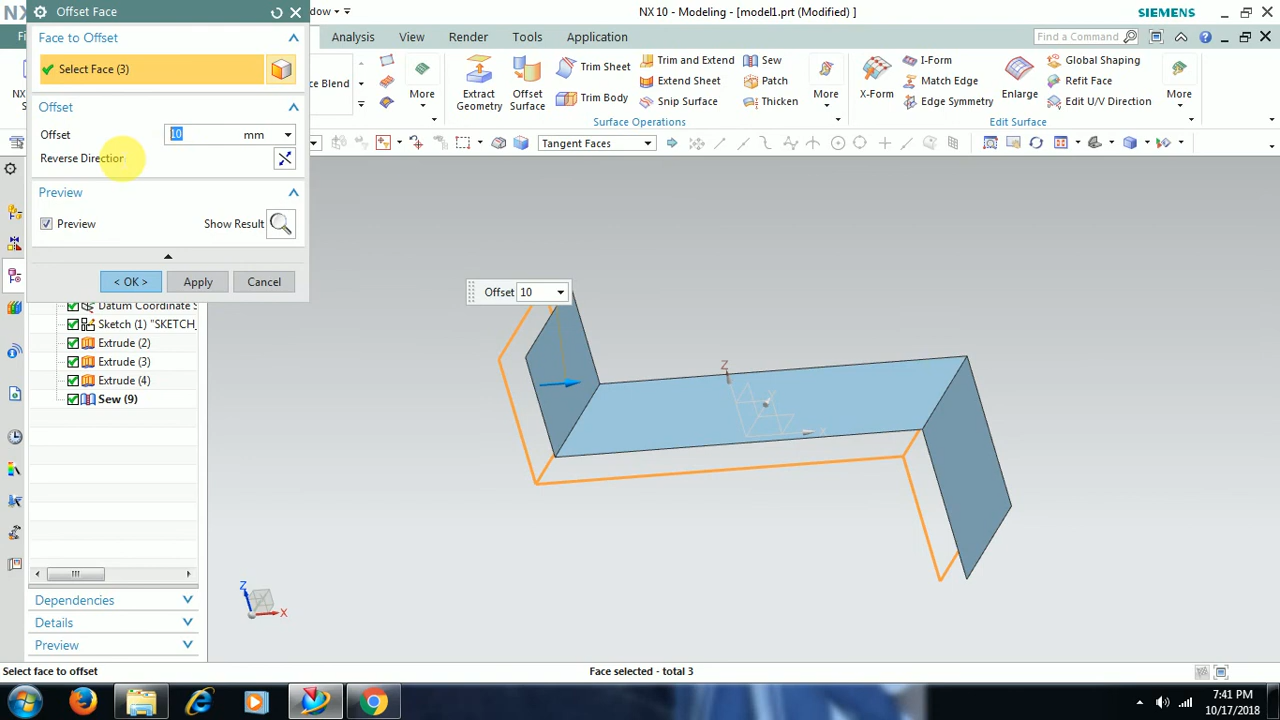 Offset Face
NX 10 - Modeling - [model1.prt (Modified) ]
SIEMENS
Analysis
View
Render
Tools
Application
Find a Command
Face to Offset
Select Face (3)
Offset
Offset
10
mm
Reverse Direction
Preview
Preview
Show Result
< OK >
Apply
Cancel
Face Blend
More
Extract Geometry
Offset Surface
Trim Sheet
Trim Body
Trim and Extend
Extend Sheet
Snip Surface
Sew
Patch
Thicken
More
Surface Operations
X-Form
I-Form
Match Edge
Edge Symmetry
Enlarge
Global Shaping
Refit Face
Edit U/V Direction
More
Edit Surface
Tangent Faces
Datum Coordinate S
Sketch (1) "SKETCH_
Extrude (2)
Extrude (3)
Extrude (4)
Sew (9)
Dependencies
Details
Preview
Offset 10
Z
X
Z
X
Select face to offset
Face selected - total 3
7:41 PM
10/17/2018